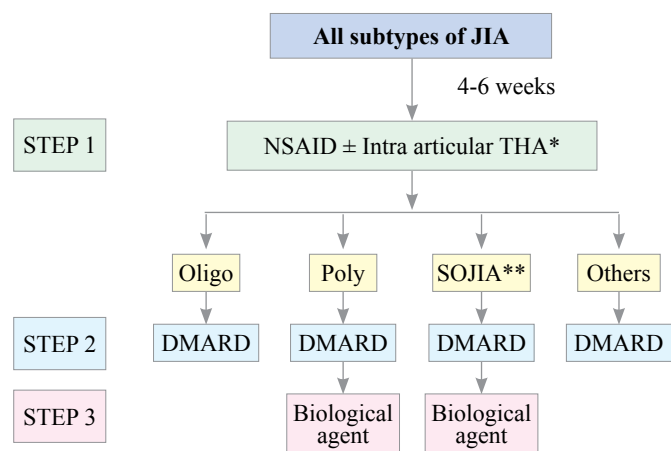 All subtypes of JIA
4-6 weeks
STEP 1
NSAID ± Intra articular THA*
Oligo
Poly
SOJIA**
Others
STEP 2
DMARD
DMARD
DMARD
DMARD
STEP 3
Biological
agent
Biological
agent